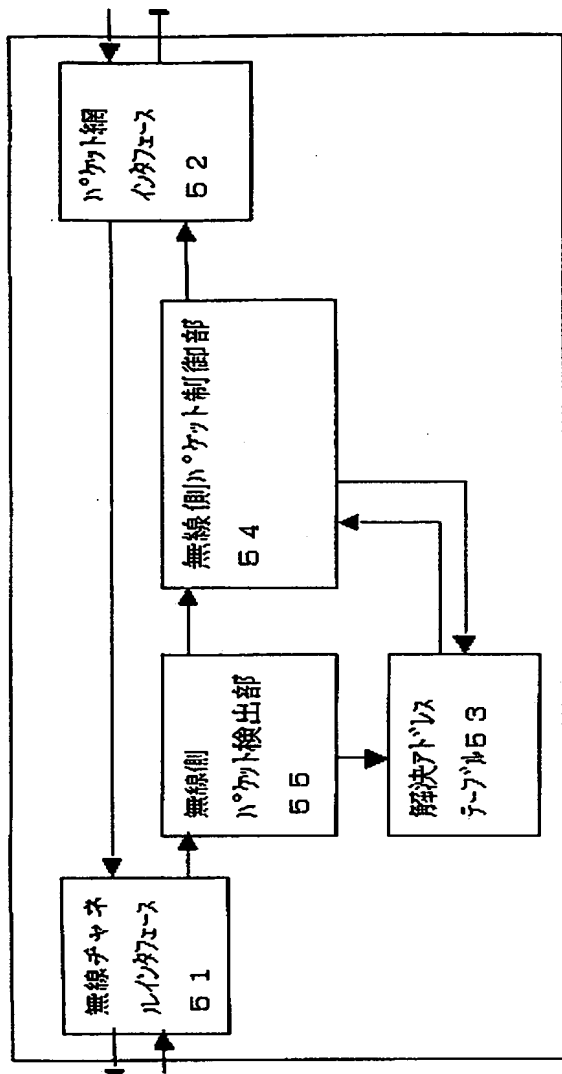 無線チャネ
ルインタフェース
51
無線側
パケット検出部
55
解決アドレス
テーブル53
無線側パケット制御部
54
パケット網
インタフェース
52